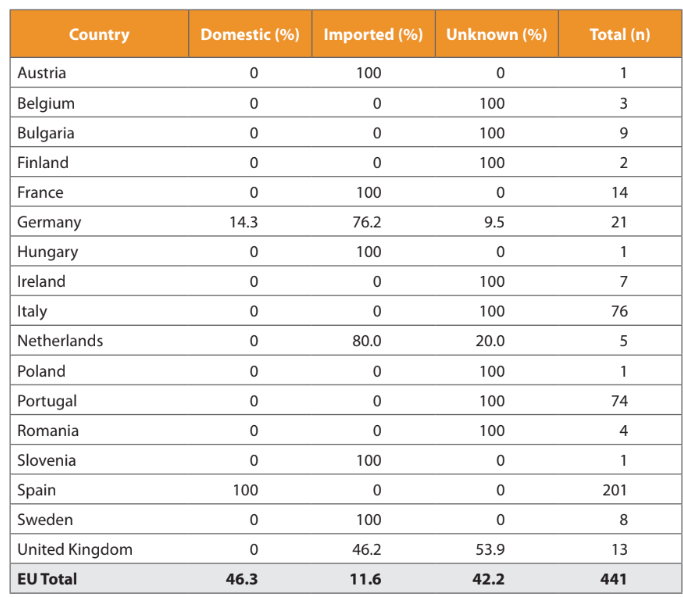 Country Domestic (%) Imported (%) Unknown (%) Total (n)
Austria 0 100 0 1
Belgium 0 0 100 3
Bulgaria 0 0 100 9
Finland 0 0 100 2
France 0 100 0 14
Germany 14.3 76.2 9.5 21
Hungary 0 100 0 1
Ireland 0 0 100 7
Italy 0 0 100 76
Netherlands 0 80.0 20.0 5
Poland 0 0 100 1
Portugal 0 0 100 74
Romania 0 0 100 4
Slovenia 0 100 0 1
Spain 100 0 0 201
Sweden 0 100 0 8
United Kingdom 0 46.2 53.9 13
EU Total 46.3 11.6 42.2 441